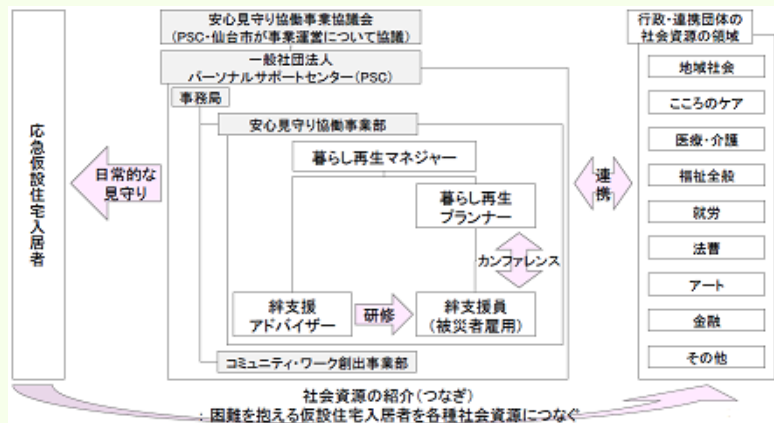 安心見守り協働事業協議会
(PSC・仙台市が事業運営について協議)
一般社団法人
パーソナルサポートセンター(PSC)
事務局
安心見守り協働事業部
暮らし再生マネジャー
暮らし再生
プランナー
カンファレンス
絆支援
アドバイザー
研修
絆支援員
(被災者雇用)
コミュニティ・ワーク創出事業部
応急仮設住宅入居者
日常的な
見守り
連携
行政・連携団体の
社会資源の領域
地域社会
こころのケア
医療・介護
福祉全般
就労
法曹
アート
金融
その他
社会資源の紹介(つなぎ)
:困難を抱える仮設住宅入居者を各種社会資源につなぐ